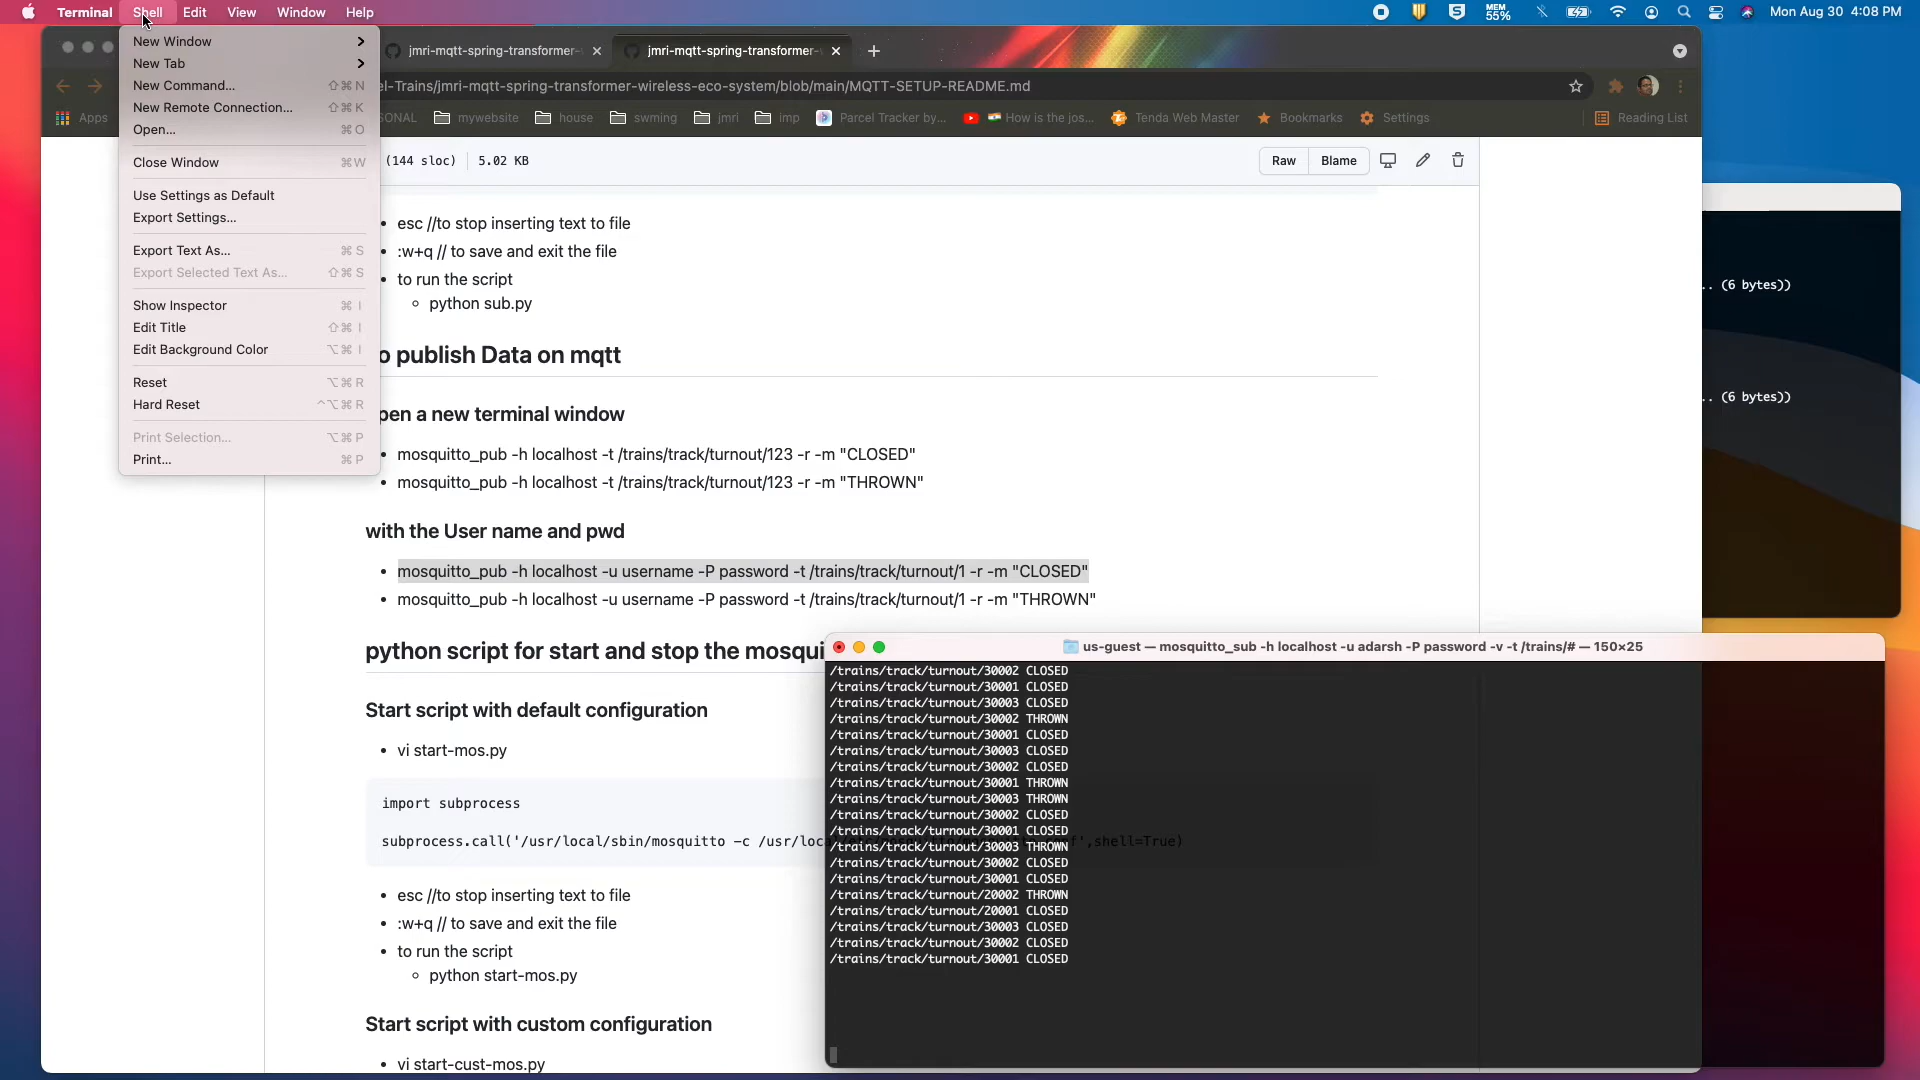 Terminal Shell Edit View Window Help MEM 55% Mon Aug 30 4:08 PM
New Window
New Tab
New Command... ⇧⌘N
New Remote Connection... ⇧⌘K
Open... ⌘O
Close Window ⌘W
Use Settings as Default
Export Settings...
Export Text As... ⌘S
Export Selected Text As... ⇧⌘S
Show Inspector ⌘I
Edit Title ⇧⌘I
Edit Background Color ⌥⌘I
Reset ⌥⌘R
Hard Reset ^⌥⌘R
Print Selection... ⌥⌘P
Print... ⌘P
jmri-mqtt-spring-transformer- jmri-mqtt-spring-transformer-
el-Trains/jmri-mqtt-spring-transformer-wireless-eco-system/blob/main/MQTT-SETUP-README.md
Apps SONAL mywebsite house swming jmri imp Parcel Tracker by... How is the jos... Tenda Web Master Bookmarks Settings Reading List
(144 sloc) 5.02 KB Raw Blame
• esc //to stop inserting text to file
• :w+q // to save and exit the file
• to run the script
◦ python sub.py
o publish Data on mqtt
pen a new terminal window
• mosquitto_pub -h localhost -t /trains/track/turnout/123 -r -m "CLOSED"
• mosquitto_pub -h localhost -t /trains/track/turnout/123 -r -m "THROWN"
with the User name and pwd
• mosquitto_pub -h localhost -u username -P password -t /trains/track/turnout/1 -r -m "CLOSED"
• mosquitto_pub -h localhost -u username -P password -t /trains/track/turnout/1 -r -m "THROWN"
python script for start and stop the mosqui
Start script with default configuration
• vi start-mos.py
import subprocess
subprocess.call('/usr/local/sbin/mosquitto -c /usr/loca f',shell=True)
• esc //to stop inserting text to file
• :w+q // to save and exit the file
• to run the script
◦ python start-mos.py
Start script with custom configuration
• vi start-cust-mos.py
.. (6 bytes))
.. (6 bytes))
us-guest — mosquitto_sub -h localhost -u adarsh -P password -v -t /trains/# — 150×25
/trains/track/turnout/30002 CLOSED
/trains/track/turnout/30001 CLOSED
/trains/track/turnout/30003 CLOSED
/trains/track/turnout/30002 THROWN
/trains/track/turnout/30001 CLOSED
/trains/track/turnout/30003 CLOSED
/trains/track/turnout/30002 CLOSED
/trains/track/turnout/30001 THROWN
/trains/track/turnout/30003 THROWN
/trains/track/turnout/30002 CLOSED
/trains/track/turnout/30001 CLOSED
/trains/track/turnout/30003 THROWN
/trains/track/turnout/30002 CLOSED
/trains/track/turnout/30001 CLOSED
/trains/track/turnout/20002 THROWN
/trains/track/turnout/20001 CLOSED
/trains/track/turnout/30003 CLOSED
/trains/track/turnout/30002 CLOSED
/trains/track/turnout/30001 CLOSED